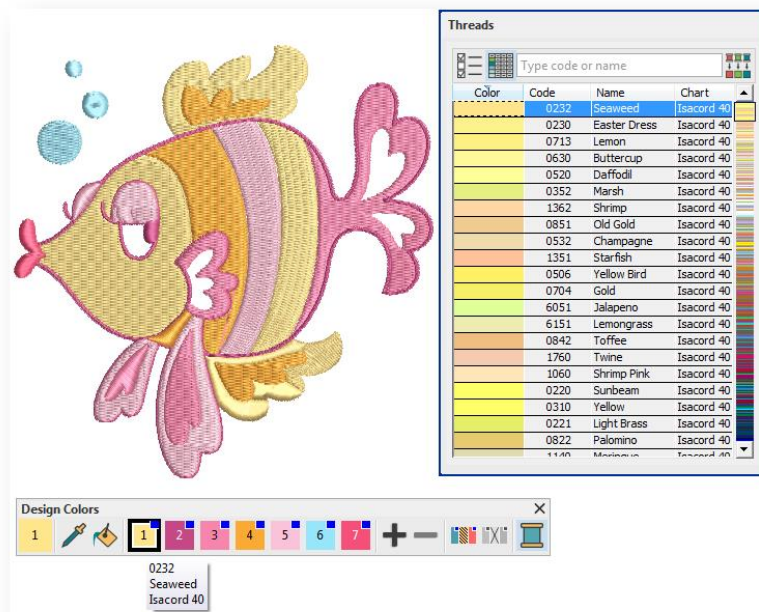 Threads
Type code or name
Color Code Name Chart
0232 Seaweed Isacord 40
0230 Easter Dress Isacord 40
0713 Lemon Isacord 40
0630 Buttercup Isacord 40
0520 Daffodil Isacord 40
0352 Marsh Isacord 40
1362 Shrimp Isacord 40
0851 Old Gold Isacord 40
0532 Champagne Isacord 40
1351 Starfish Isacord 40
0506 Yellow Bird Isacord 40
0704 Gold Isacord 40
6051 Jalapeno Isacord 40
6151 Lemongrass Isacord 40
0842 Toffee Isacord 40
1760 Twine Isacord 40
1060 Shrimp Pink Isacord 40
0220 Sunbeam Isacord 40
0310 Yellow Isacord 40
0221 Light Brass Isacord 40
0822 Palomino Isacord 40
1140 Meringue Isacord 40
Design Colors
1 1 2 3 4 5 6 7
0232
Seaweed
Isacord 40